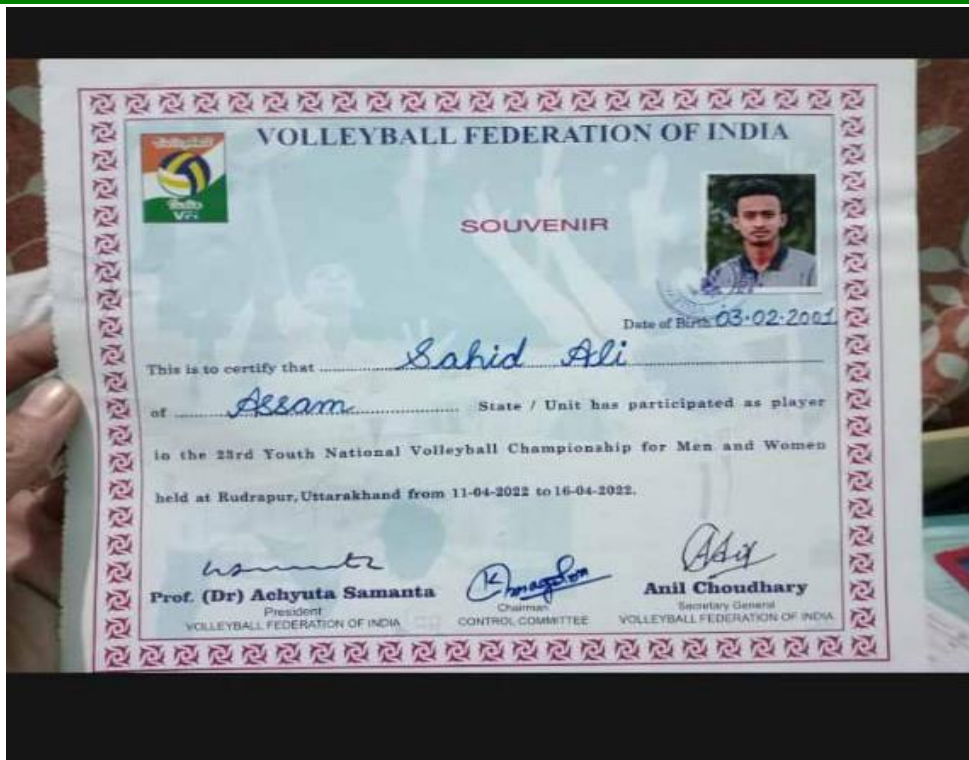 VOLLEYBALL FEDERATION OF INDIA
India
VFI
SOUVENIR
Date of Birth 03-02-2001
This is to certify that Sahid Ali
of Assam State / Unit has participated as player
in the 23rd Youth National Volleyball Championship for Men and Women
held at Rudrapur, Uttarakhand from 11-04-2022 to 16-04-2022.
Prof. (Dr) Achyuta Samanta
President
VOLLEYBALL FEDERATION OF INDIA
Chairman
CONTROL COMMITTEE
Anil Choudhary
Secretary General
VOLLEYBALL FEDERATION OF INDIA